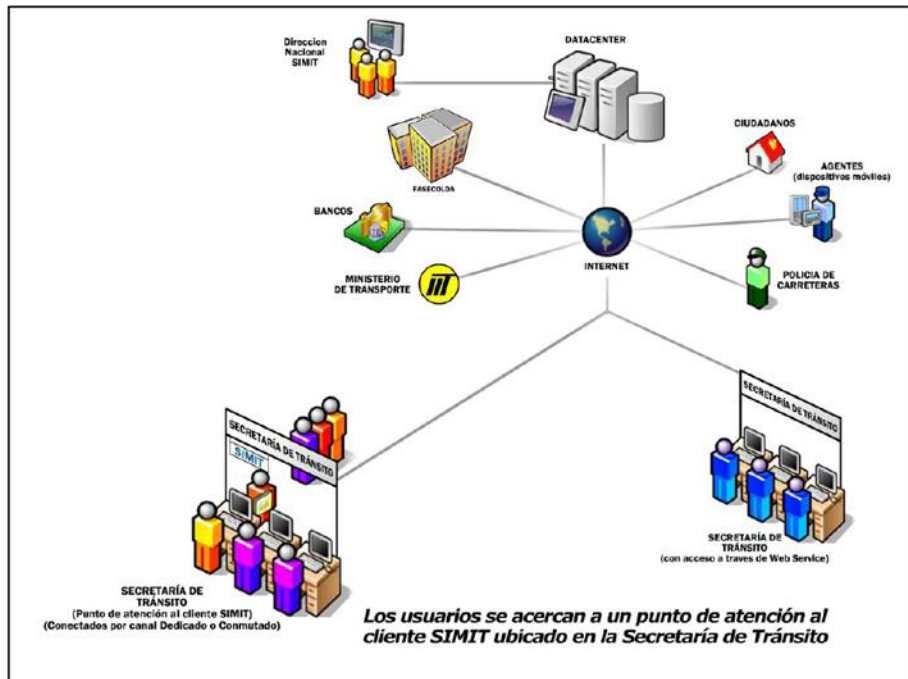 Direccion
Nacional
SIMIT
DATACENTER
CIUDADANOS
FASECOLDA
AGENTES
(dispositivos móviles)
BANCOS
INTERNET
MINISTERIO
DE TRANSPORTE
POLICIA DE
CARRETERAS
SECRETARÍA DE TRÁNSITO
SIMIT
SECRETARÍA DE TRÁNSITO
SECRETARÍA DE
TRÁNSITO
(con acceso a traves de Web Service)
SECRETARÍA DE
TRÁNSITO
(Punto de atención al cliente SIMIT)
(Conectados por canal Dedicado o Conmutado)
Los usuarios se acercan a un punto de atención al
cliente SIMIT ubicado en la Secretaría de Tránsito